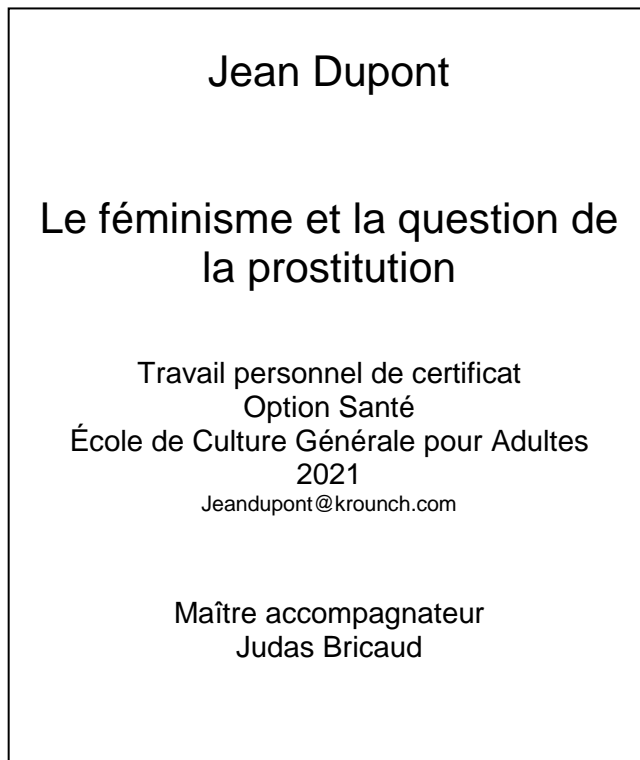 Jean Dupont
Le féminisme et la question de
la prostitution
Travail personnel de certificat
Option Santé
École de Culture Générale pour Adultes
2021
Jeandupont@krounch.com
Maître accompagnateur
Judas Bricaud